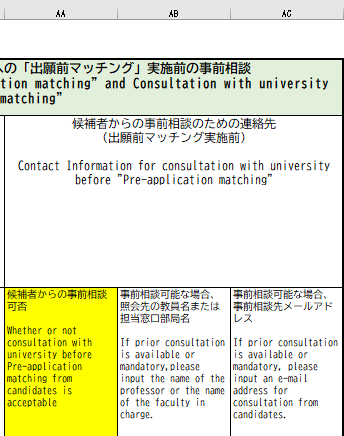 AA AB AC
への「出願前マッチング」実施前の事前相談
tion matching” and Consultation with university
matching”
候補者からの事前相談のための連絡先
（出願前マッチング実施前）
Contact Information for consultation with university
before ”Pre-application matching”
候補者からの事前相談
可否
Whether or not
consultation with
university before
Pre-application
matching from
candidates is
acceptable
事前相談可能な場合、
照会先の教員名または
担当窓口部局名
If prior consultation
is available or
mandatory,please
input the name of the
professor or the name
of the faculty in
charge.
事前相談可能な場合、
事前相談先メールアド
レス
If prior consultation
is available or
mandatory, please
input an e-mail
address for
consultation from
candidates.